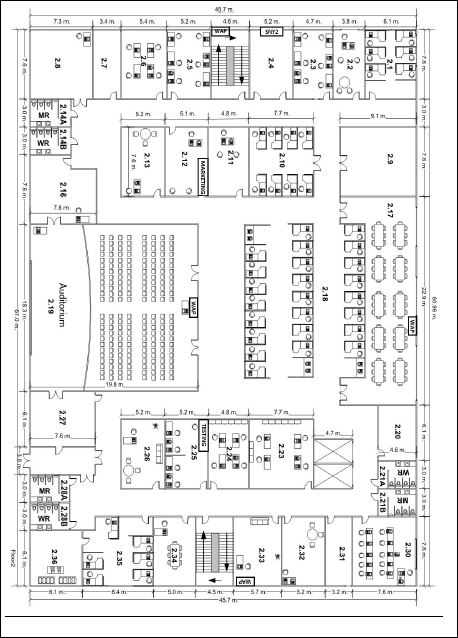 45.7 m.
7.3 m. 3.4 m. 5.4 m. 5.2 m. 4.6 m. 5.2 m. 4.7 m. 3.8 m. 6.1 m.
WAP SNY2
2.8 2.7 2.6 2.5 2.4 2.3 2.2 2.1
7.6 m. 7.6 m.
MR 2.14A
3.0 m. 3.0 m.
5.2 m. 5.1 m. 4.8 m. 7.7 m. 9.1 m.
WR 2.14B
3.0 m.
2.13 7.6 m. 2.12 MARKETING 2.11 2.10 2.9
7.6 m. 7.6 m.
2.16
7.8 m.
2.17
Auditorium
2.19
WAP
2.18
WAP
18.3 m. 22.9 m.
61.0 m. 66.96 m.
19.8 m.
2.27
7.6 m.
6.1 m. 6.1 m.
5.2 m. 5.2 m. 4.8 m. 7.7 m. 4.7 m.
2.20
4.6 m.
2.26 2.25 TESTING 2.23
3.0 m.
MR 2.28A
WR 2.21A
3.0 m. 3.0 m.
WR 2.28B
MR 2.21B
3.0 m. 3.0 m.
2.36 2.35 2.34 2.33 2.32 2.31 2.30
6.1 m. 7.6 m.
WAP
6.1 m. 8.4 m. 5.0 m. 4.5 m. 5.7 m. 5.2 m. 3.2 m. 7.6 m.
45.7 m.
Floor2